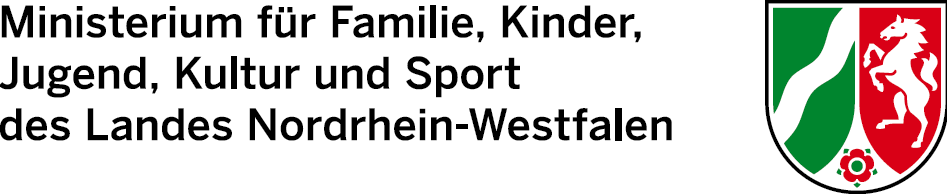 Ministerium für Familie, Kinder,
Jugend, Kultur und Sport
des Landes Nordrhein-Westfalen